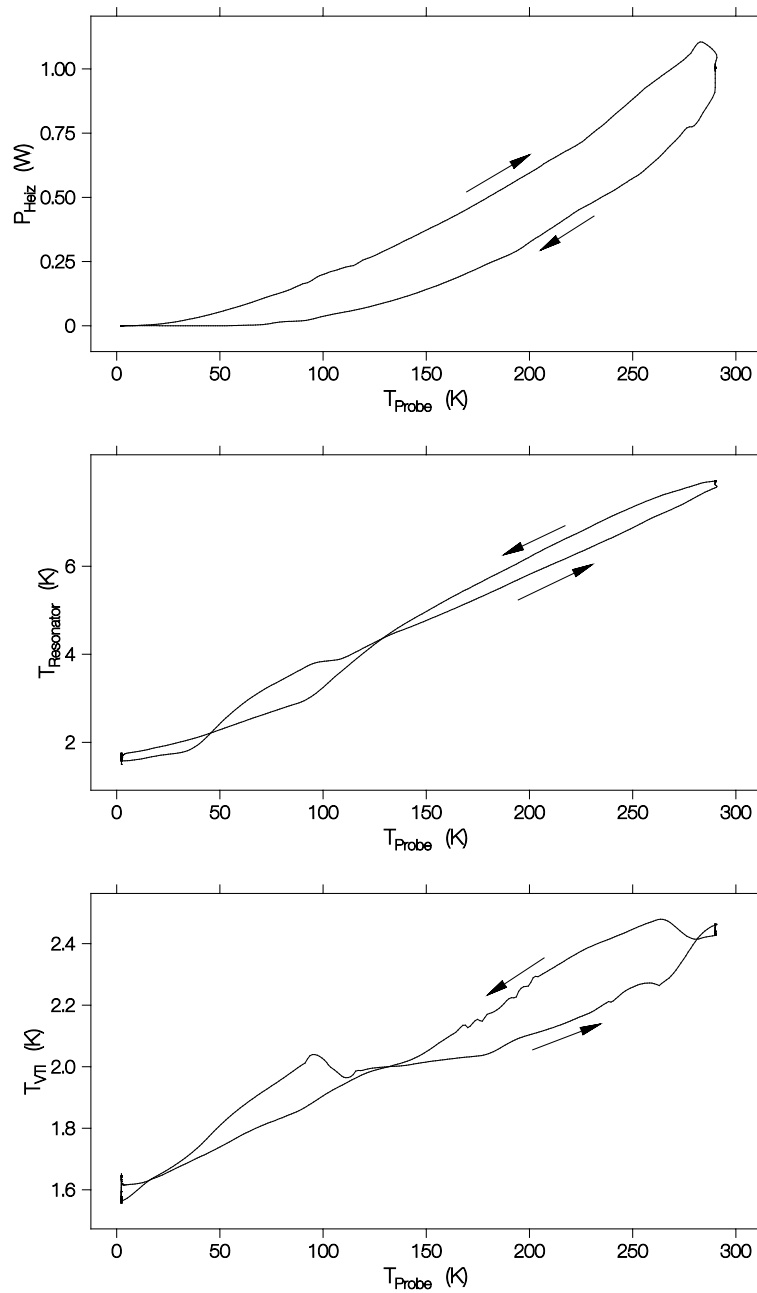 1.00
0.75
0.50
0.25
0
P_Heiz (W)
0 50 100 150 200 250 300
T_Probe (K)
6
4
2
T_Resonator (K)
0 50 100 150 200 250 300
T_Probe (K)
2.4
2.2
2.0
1.8
1.6
T_VTI (K)
0 50 100 150 200 250 300
T_Probe (K)